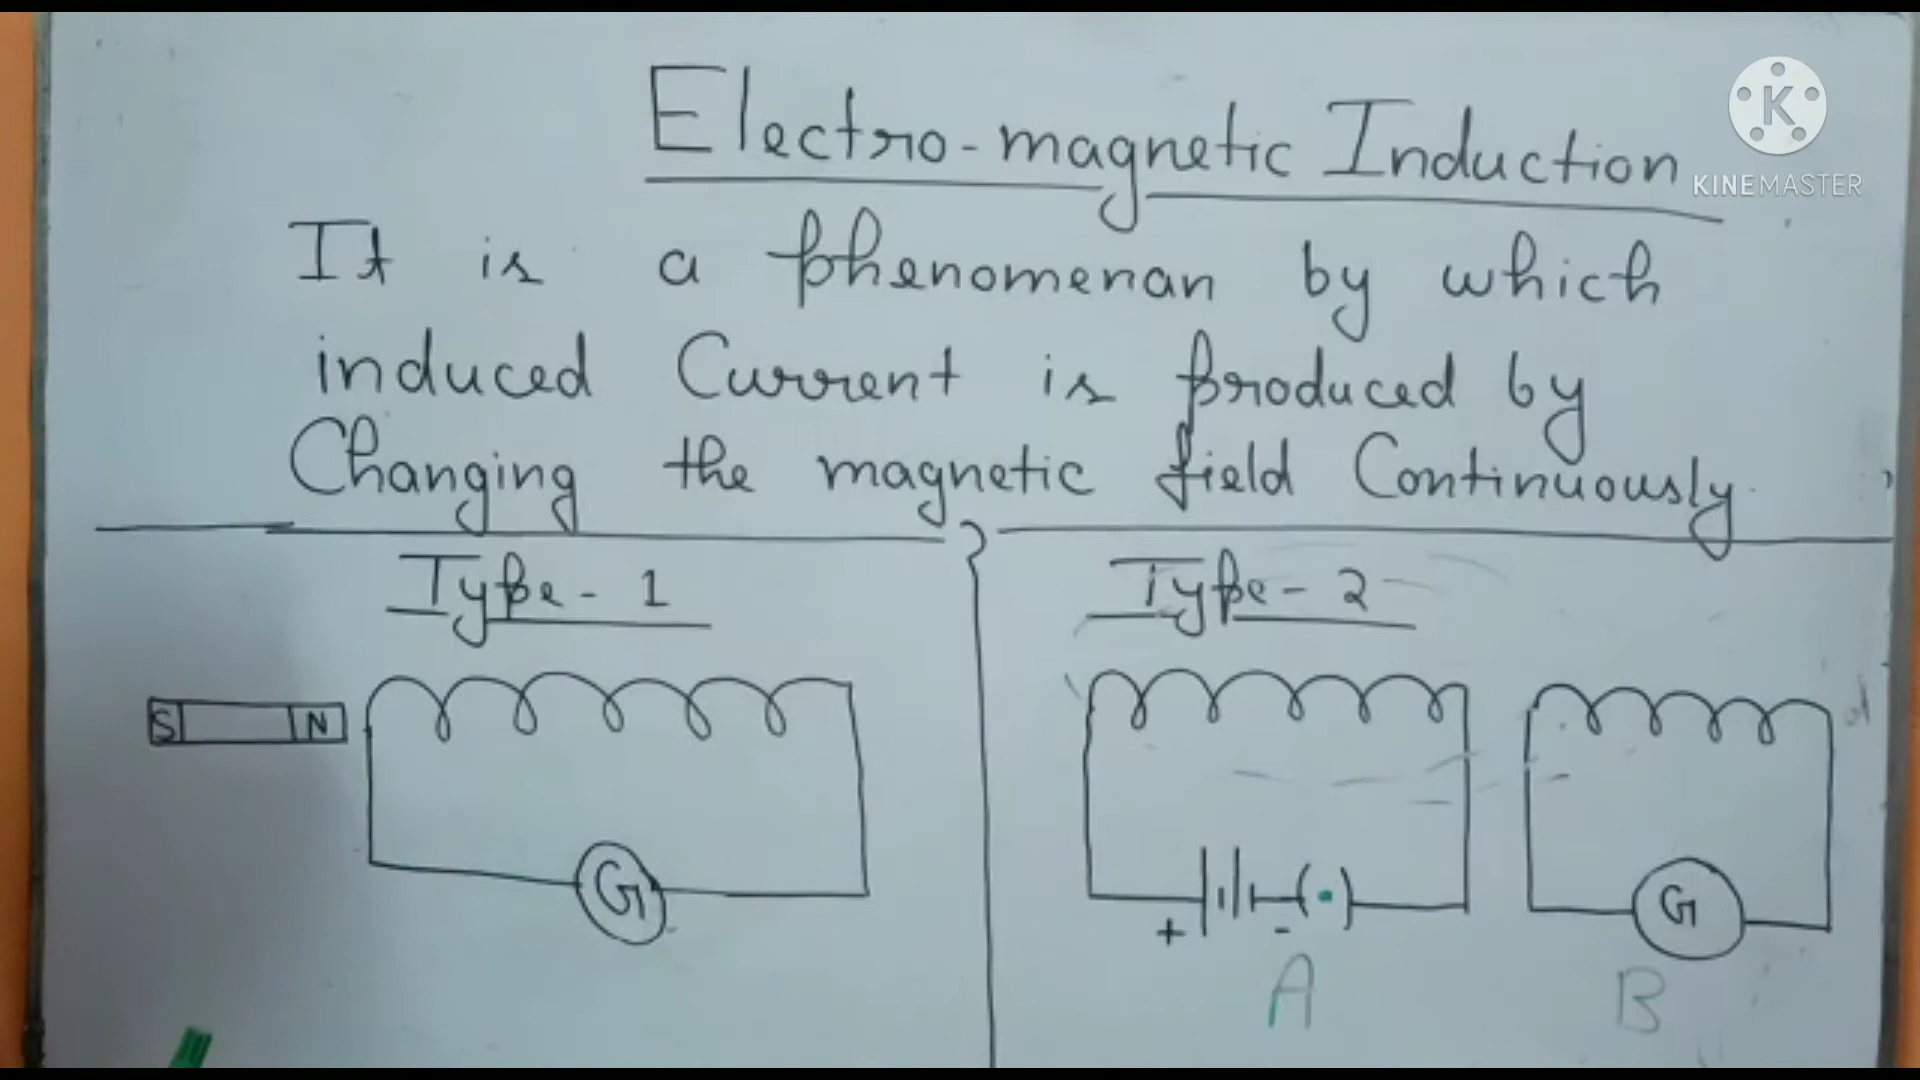 Electro-magnetic Induction
K
KINEMASTER
It is a phenomenan by which
induced Current is produced by
Changing the magnetic field Continuously.
Type - 1
Type - 2
S N
G
+ -
G
A
B